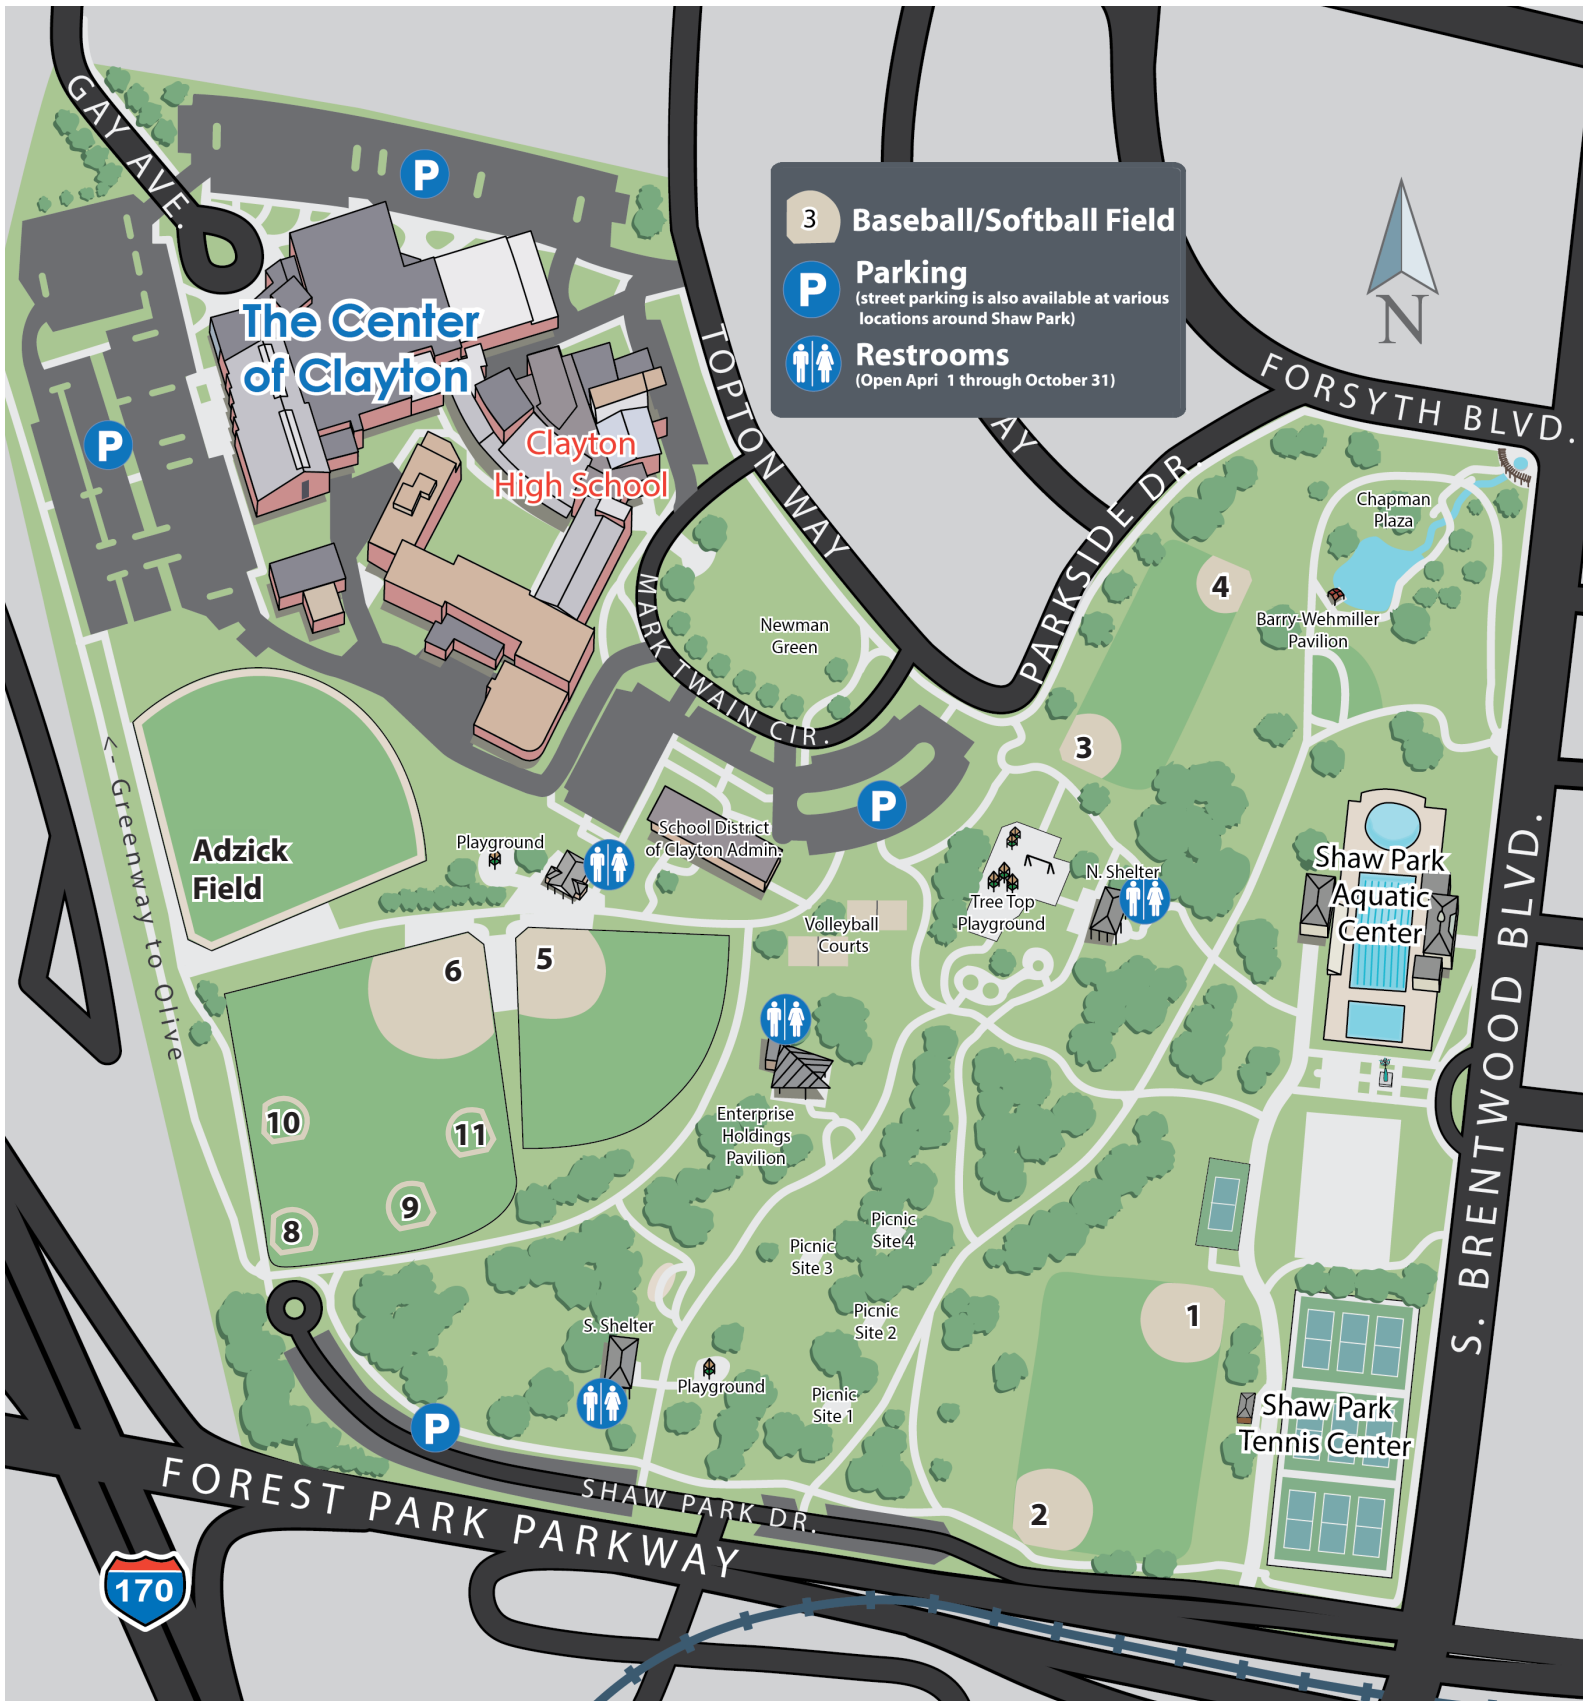 GAY AVE.
P
3
Baseball/Softball Field
P
Parking
(street parking is also available at various
locations around Shaw Park)
Restrooms
(Open Apri  1 through October 31)
N
The Center
of Clayton
P
Clayton
High School
TOPTON WAY
AY
FORSYTH BLVD.
PARKSIDE DR.
Chapman
Plaza
4
Barry-Wehmiller
Pavilion
MARK TWAIN CIR.
Newman
Green
3
<- Greenway to Olive
Adzick
Field
Playground
School District
of Clayton Admin.
P
N. Shelter
Tree Top
Playground
Volleyball
Courts
Shaw Park
Aquatic
Center
S. BRENTWOOD BLVD.
6
5
10
11
9
8
Enterprise
Holdings
Pavilion
Picnic
Site 4
Picnic
Site 3
Picnic
Site 2
Picnic
Site 1
S. Shelter
Playground
1
P
Shaw Park
Tennis Center
2
SHAW PARK DR.
FOREST PARK PARKWAY
170